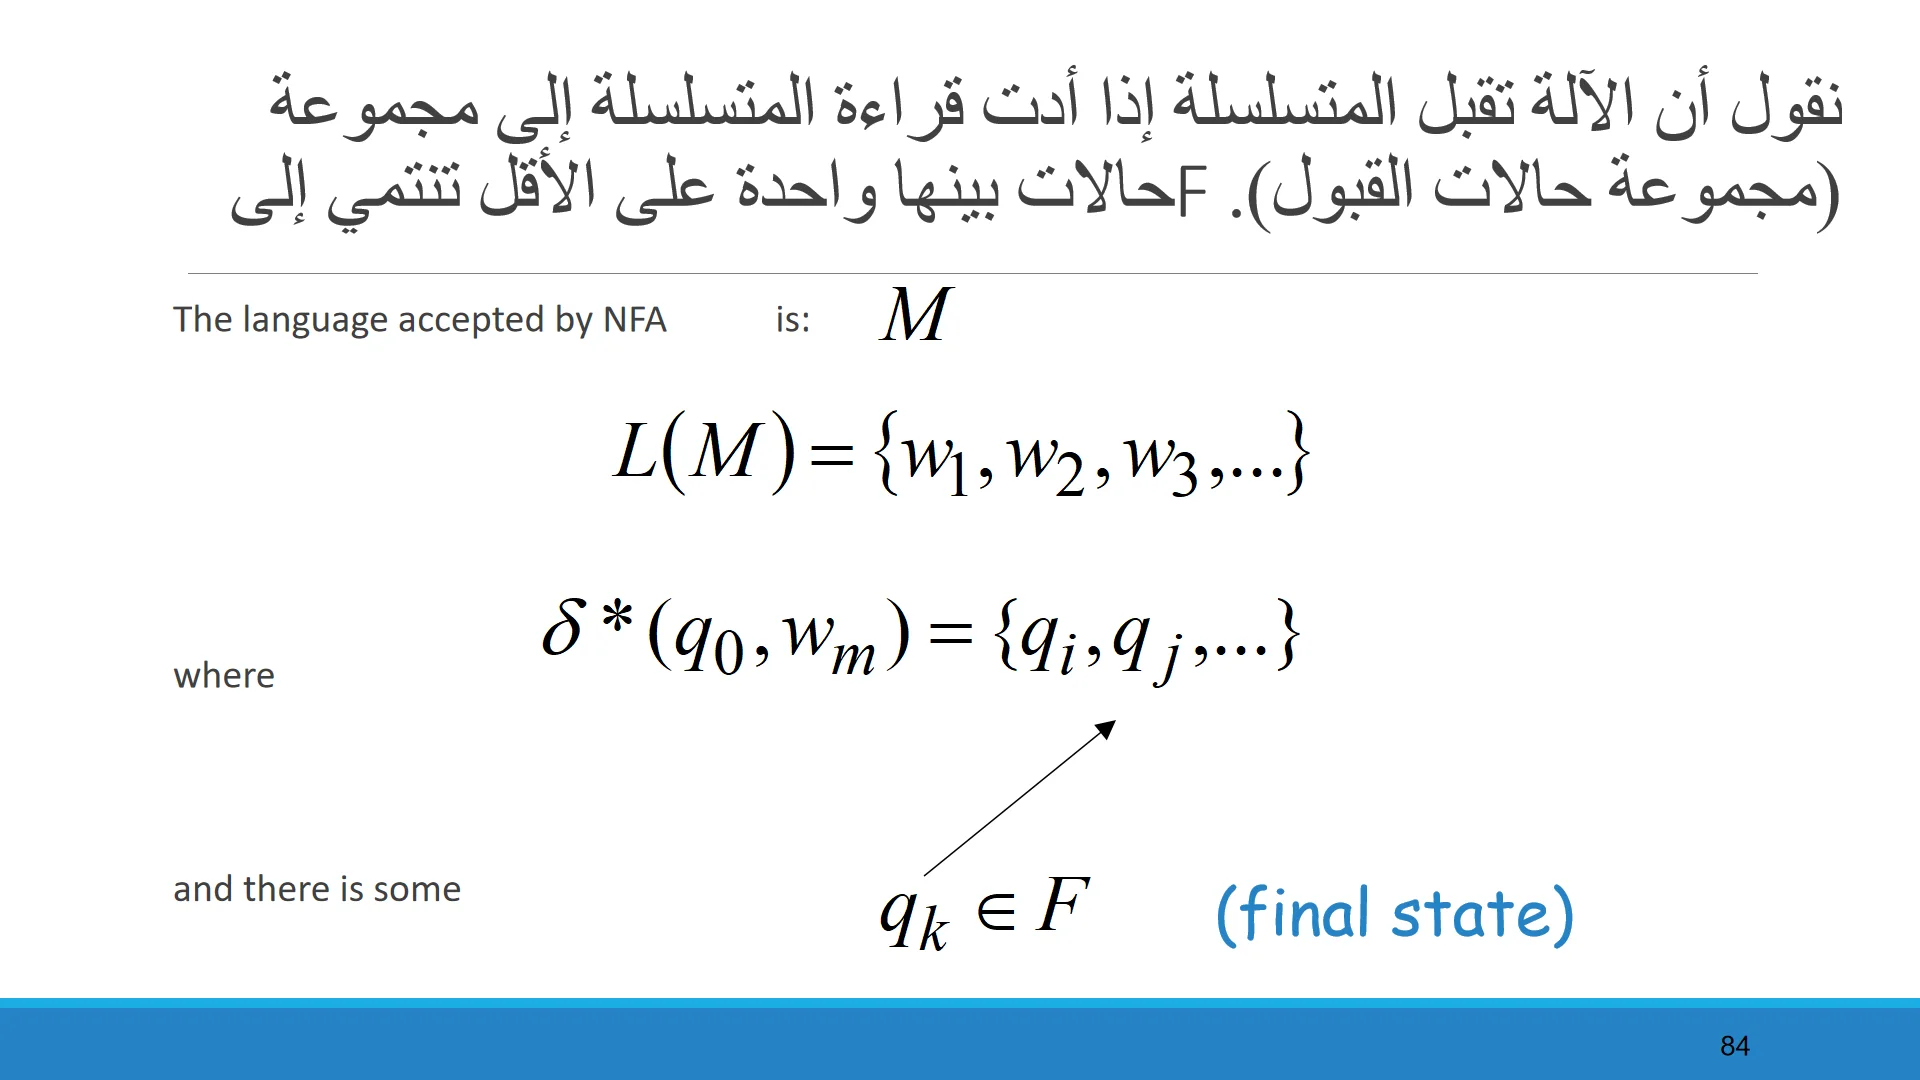 نقول أن الآلة تقبل المتسلسلة إذا أدت قراءة المتسلسلة إلى مجموعة
حالات بينها واحدة على الأقل تنتمي إلى F (مجموعة حالات القبول).
The language accepted by NFA is: M
L(M) = {w₁, w₂, w₃,...}
δ*(q₀, wₘ) = {qᵢ, qⱼ,...}
where
and there is some qₖ ∈ F (final state)
84